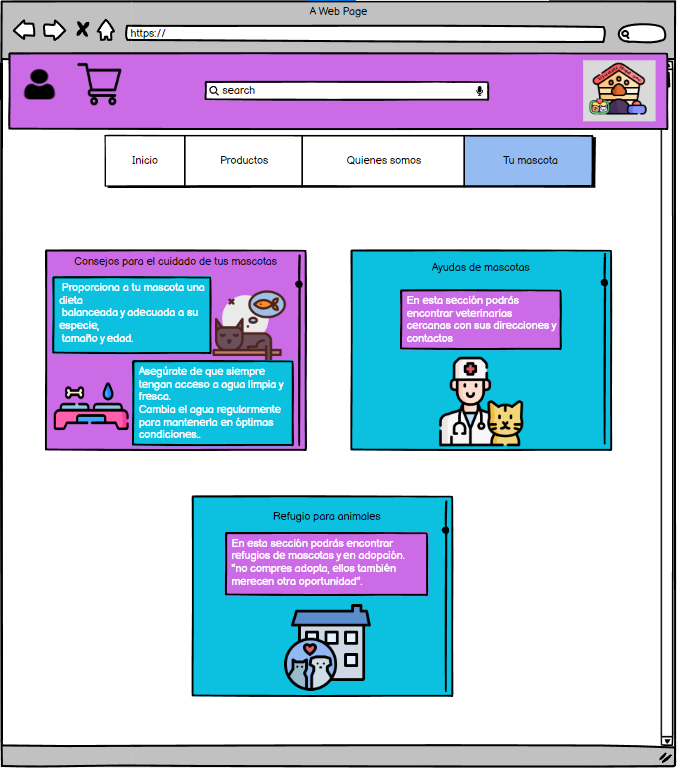 A Web Page
https://
search
Inicio
Productos
Quienes somos
Tu mascota
Consejos para el cuidado de tus mascotas
Proporciona a tu mascota una
dieta
balanceada y adecuada a su
especie,
tamaño y edad.
Asegúrate de que siempre
tengan acceso a agua limpia y
fresca.
Cambia el agua regularmente
para mantenerla en óptimas
condiciones..
Ayudas de mascotas
En esta sección podrás
encontrar veterinarias
cercanas con sus direcciones y
contactos
Refugio para animales
En esta sección podrás encontrar
refugios de mascotas y en adopción.
"no compres adopta, ellos también
merecen otra oportunidad".